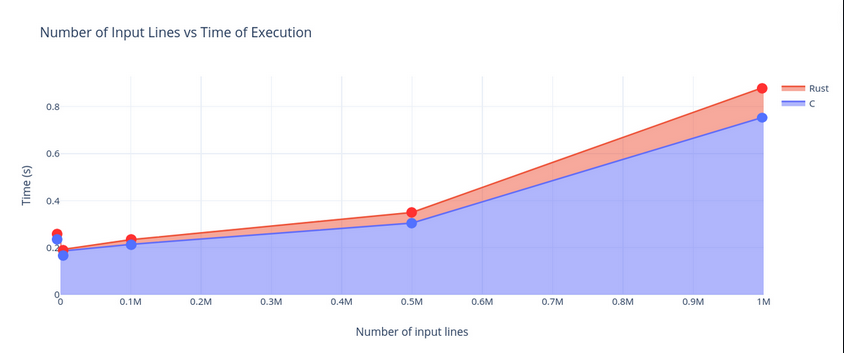 Number of Input Lines vs Time of Execution
Rust
C
0.8
0.6
0.4
0.2
0
Time (s)
0
0.1M
0.2M
0.3M
0.4M
0.5M
0.6M
0.7M
0.8M
0.9M
1M
Number of input lines